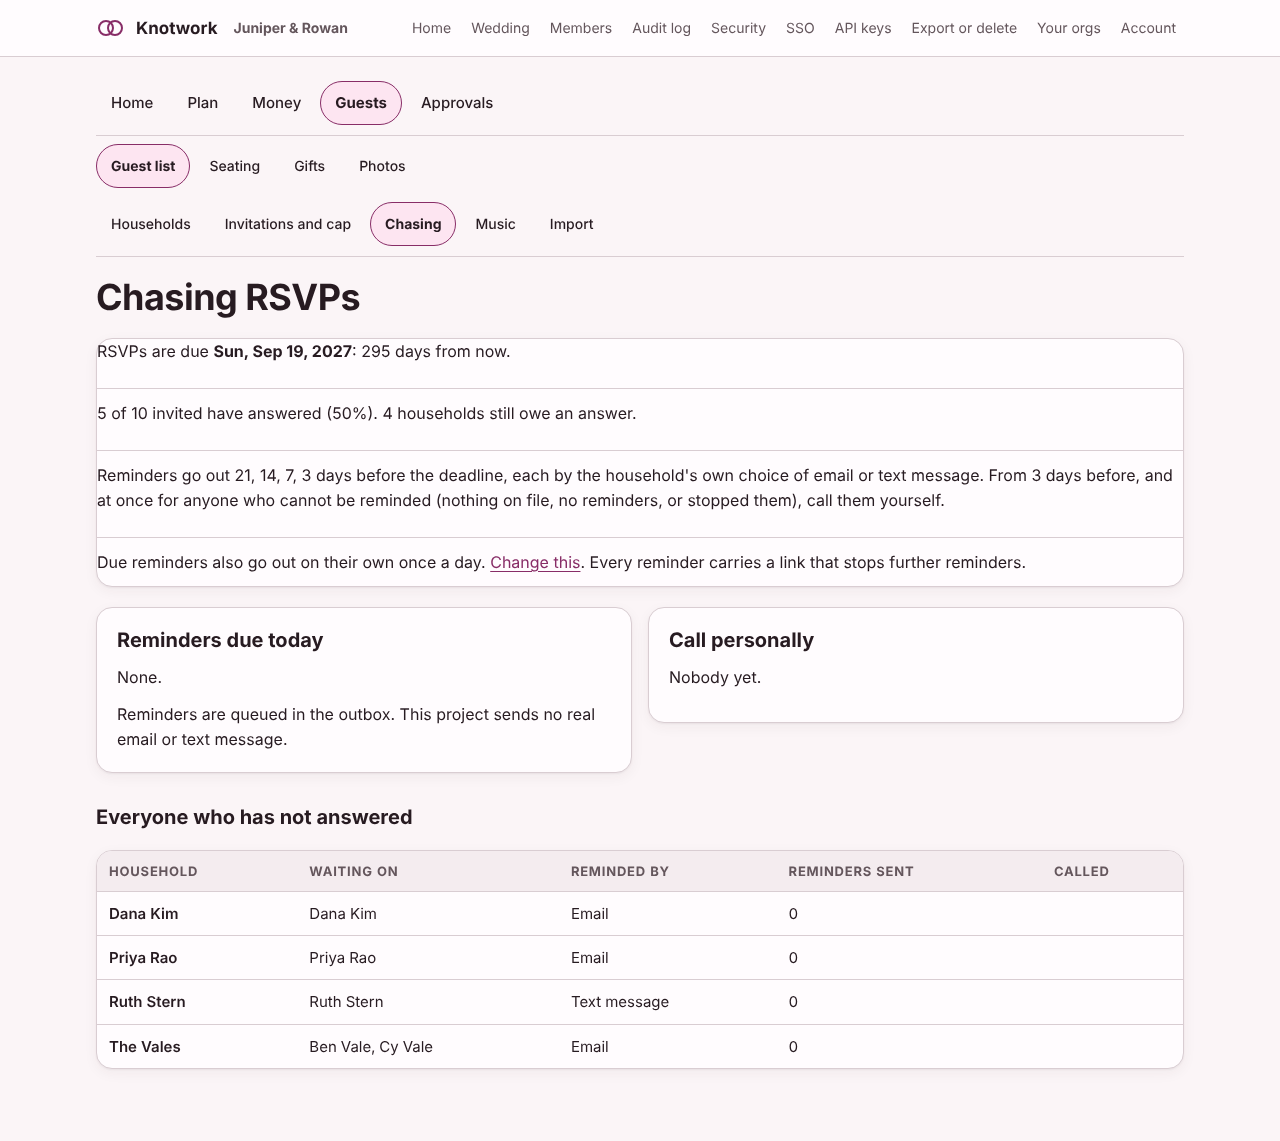 Knotwork
Juniper & Rowan
Home
Wedding
Members
Audit log
Security
SSO
API keys
Export or delete
Your orgs
Account
Home
Plan
Money
Guests
Approvals
Guest list
Seating
Gifts
Photos
Households
Invitations and cap
Chasing
Music
Import
Chasing RSVPs
RSVPs are due Sun, Sep 19, 2027: 295 days from now.
5 of 10 invited have answered (50%). 4 households still owe an answer.
Reminders go out 21, 14, 7, 3 days before the deadline, each by the household's own choice of email or text message. From 3 days before, and
at once for anyone who cannot be reminded (nothing on file, no reminders, or stopped them), call them yourself.
Due reminders also go out on their own once a day. Change this. Every reminder carries a link that stops further reminders.
Reminders due today
None.
Reminders are queued in the outbox. This project sends no real
email or text message.
Call personally
Nobody yet.
Everyone who has not answered
HOUSEHOLD WAITING ON REMINDED BY REMINDERS SENT CALLED
Dana Kim Dana Kim Email 0
Priya Rao Priya Rao Email 0
Ruth Stern Ruth Stern Text message 0
The Vales Ben Vale, Cy Vale Email 0